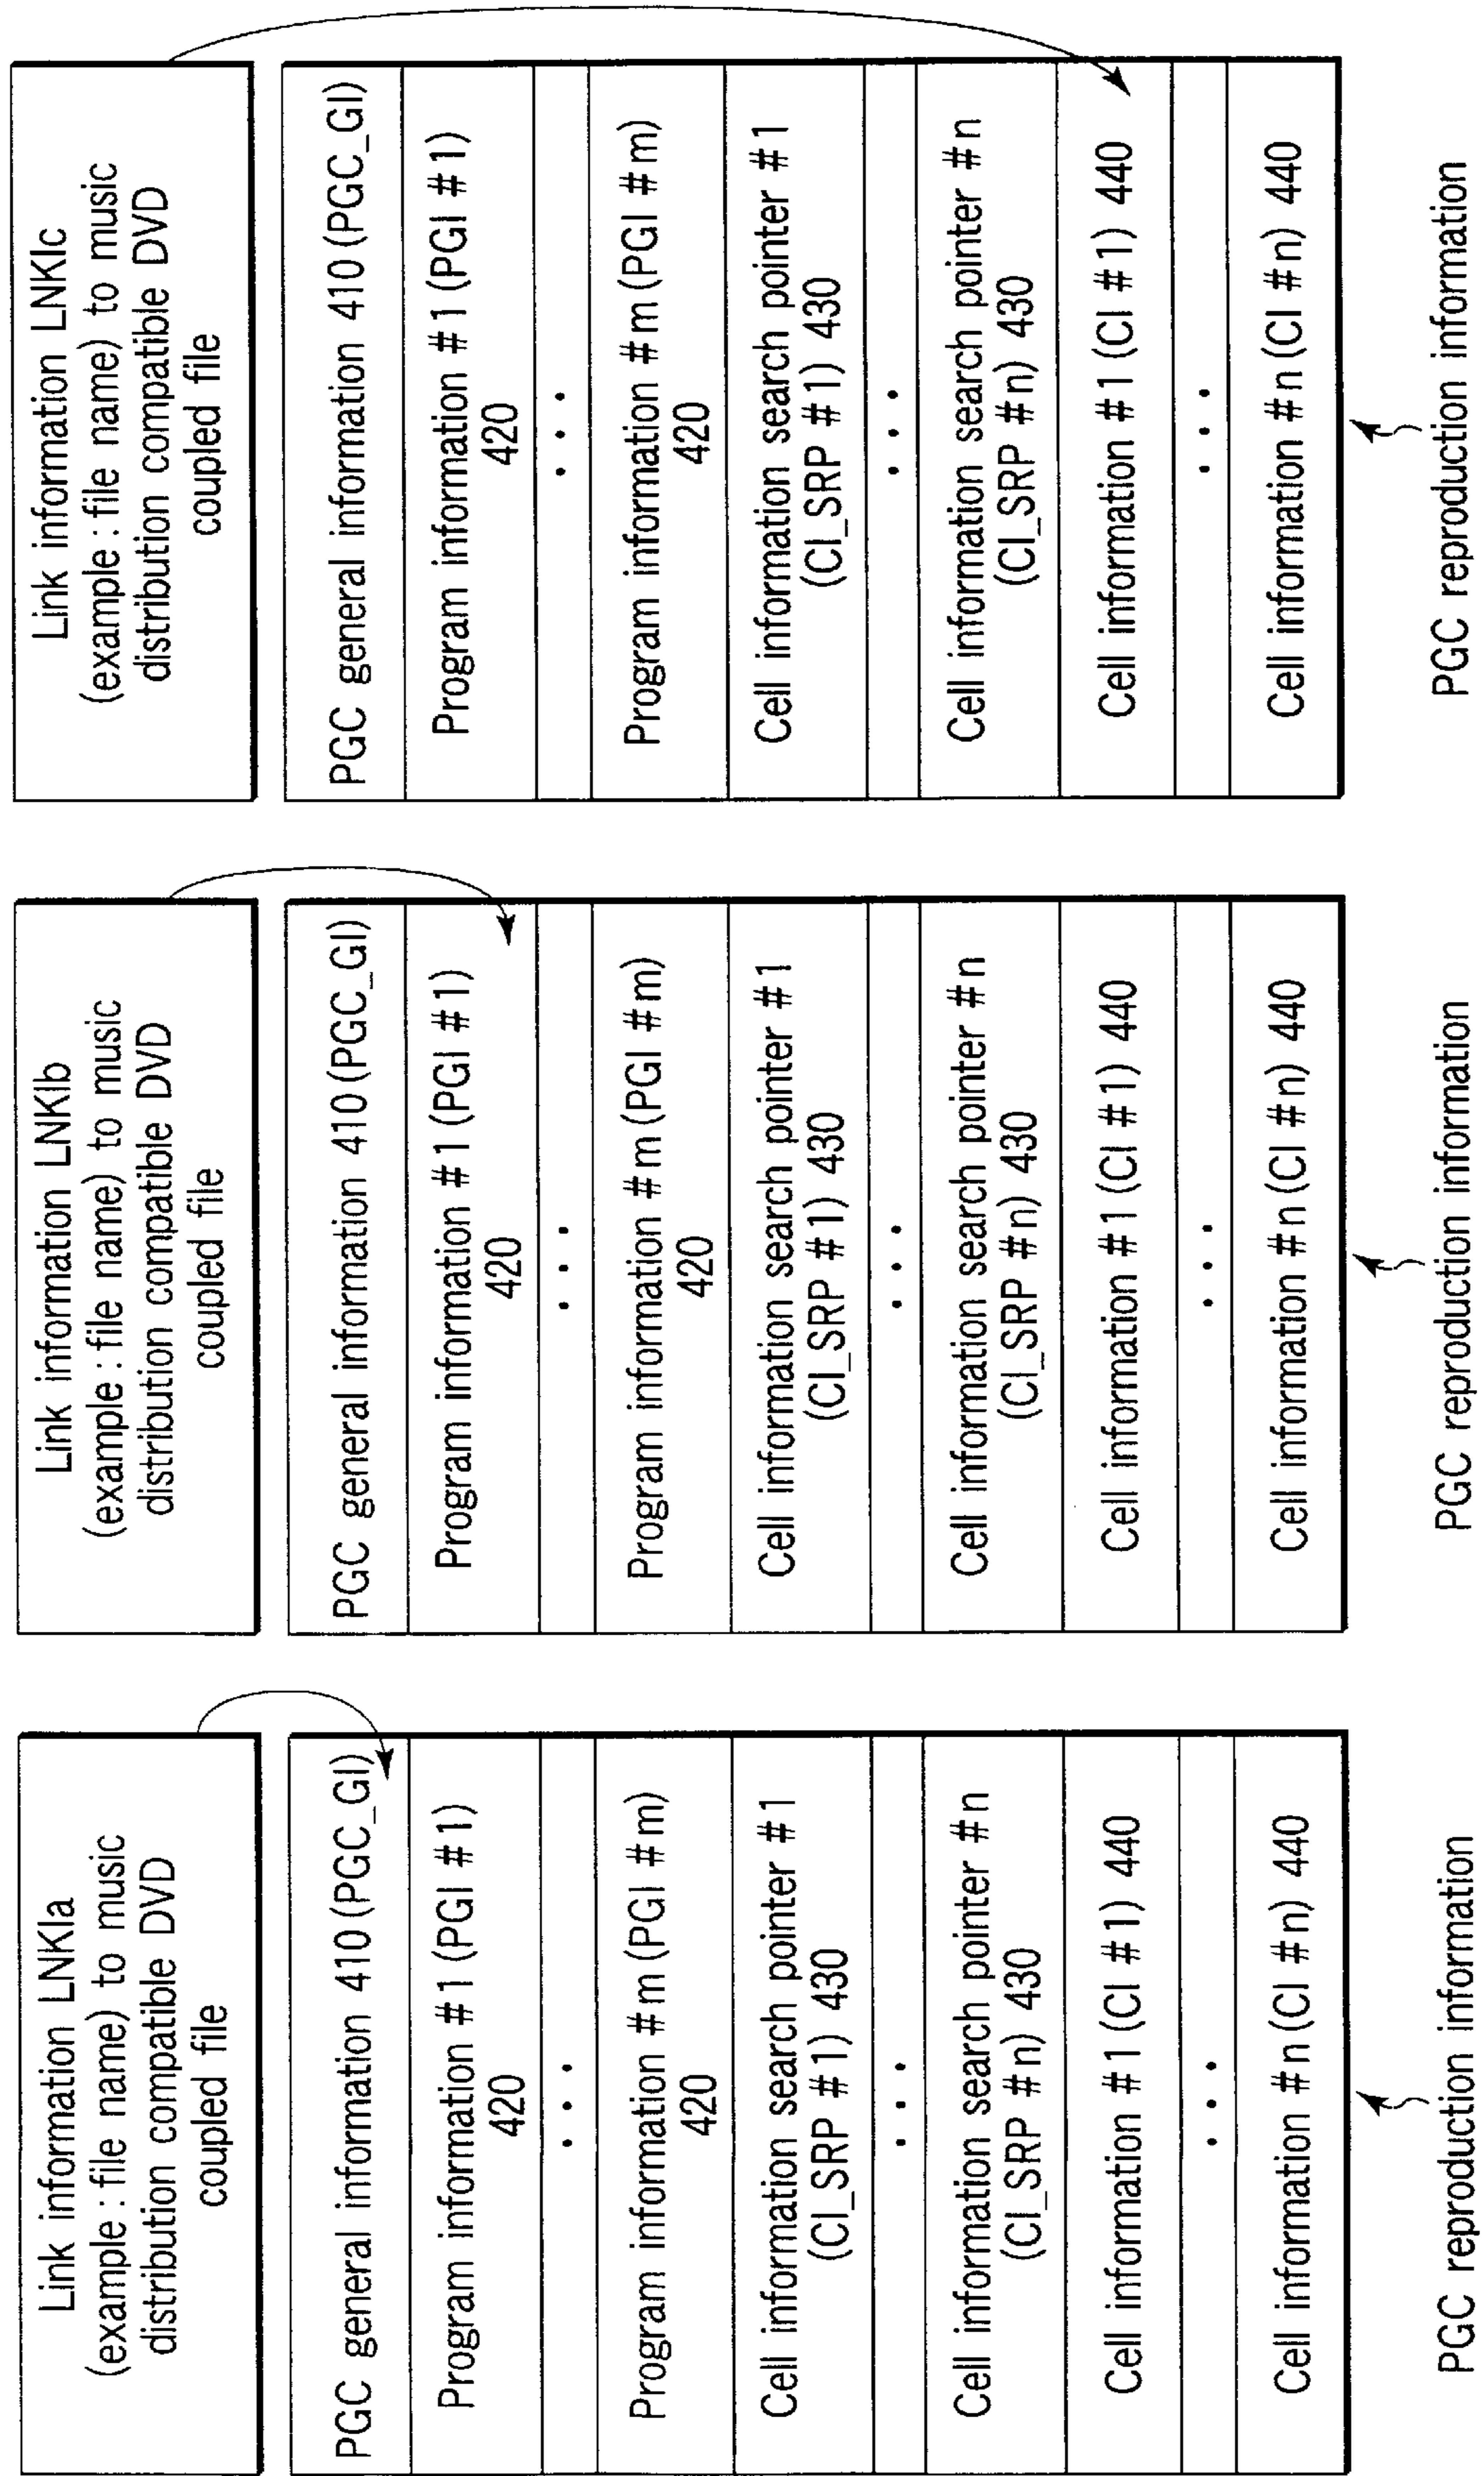 Link information LNKIa
(example : file name) to music
distribution compatible DVD
coupled file
PGC general information 410 (PGC_GI)
Program information #1 (PGI #1)
420
• • •
Program information #m (PGI #m)
420
Cell information search pointer #1
(CI_SRP #1) 430
• • •
Cell information search pointer #n
(CI_SRP #n) 430
Cell information #1 (CI #1) 440
• • •
Cell information #n (CI #n) 440
PGC reproduction information
Link information LNKIb
(example : file name) to music
distribution compatible DVD
coupled file
PGC general information 410 (PGC_GI)
Program information #1 (PGI #1)
420
• • •
Program information #m (PGI #m)
420
Cell information search pointer #1
(CI_SRP #1) 430
• • •
Cell information search pointer #n
(CI_SRP #n) 430
Cell information #1 (CI #1) 440
• • •
Cell information #n (CI #n) 440
PGC reproduction information
Link information LNKIc
(example : file name) to music
distribution compatible DVD
coupled file
PGC general information 410 (PGC_GI)
Program information #1 (PGI #1)
420
• • •
Program information #m (PGI #m)
420
Cell information search pointer #1
(CI_SRP #1) 430
• • •
Cell information search pointer #n
(CI_SRP #n) 430
Cell information #1 (CI #1) 440
• • •
Cell information #n (CI #n) 440
PGC reproduction information